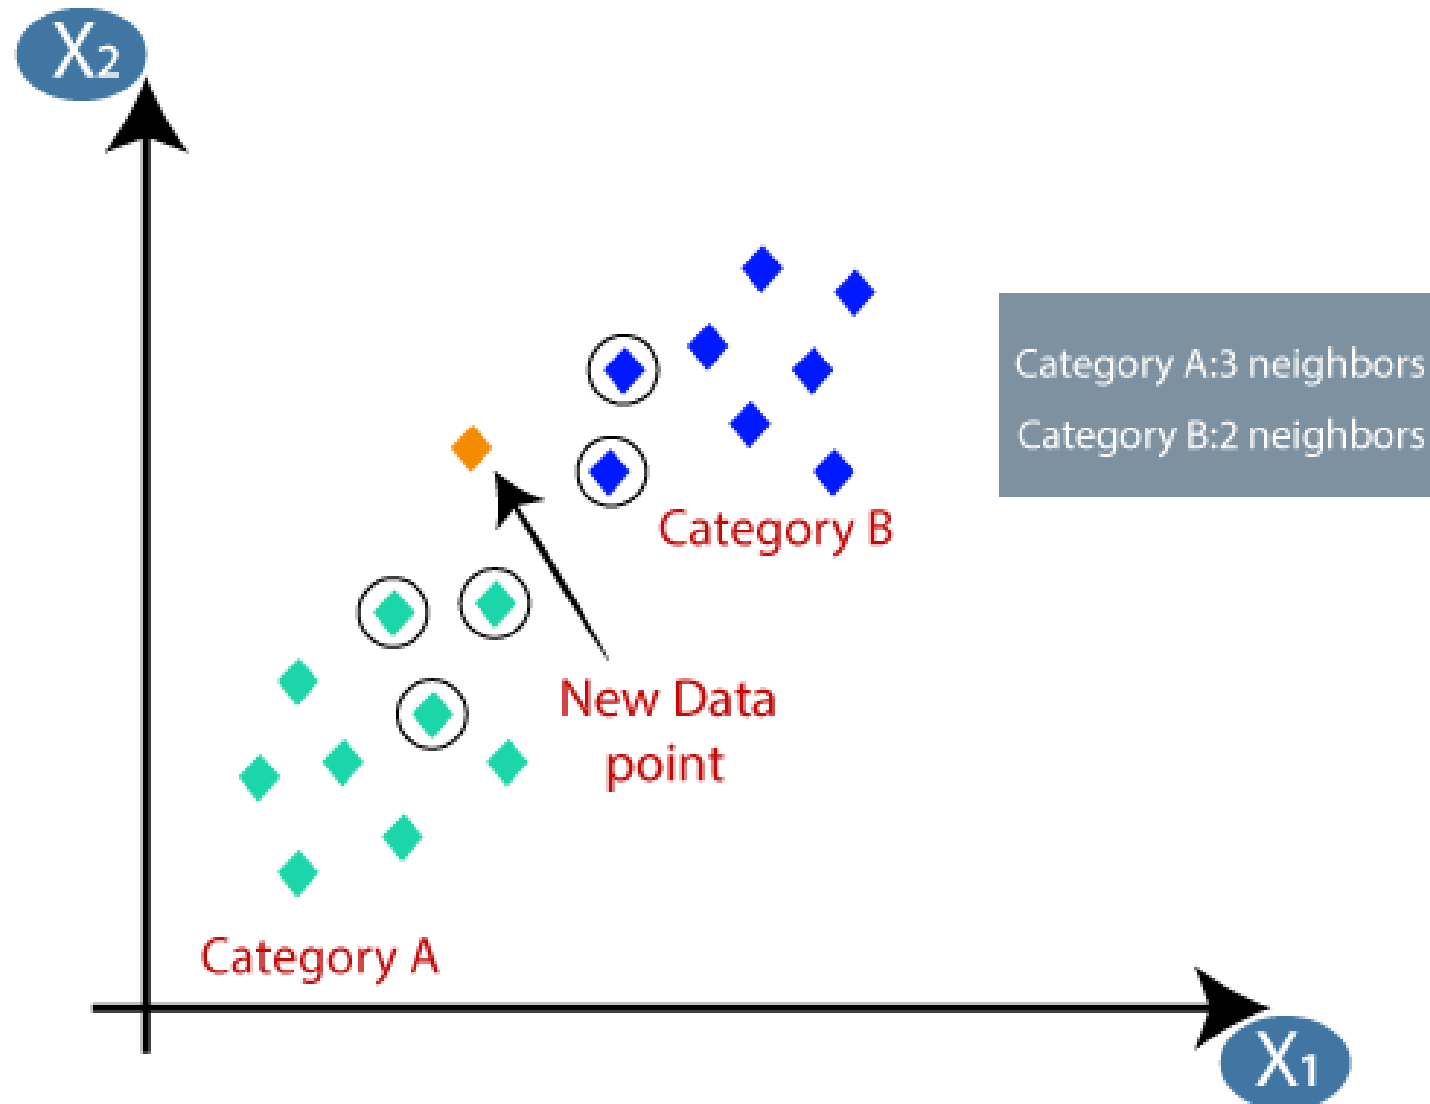 X₂
Category A:3 neighbors
Category B:2 neighbors
Category B
New Data
point
Category A
X₁